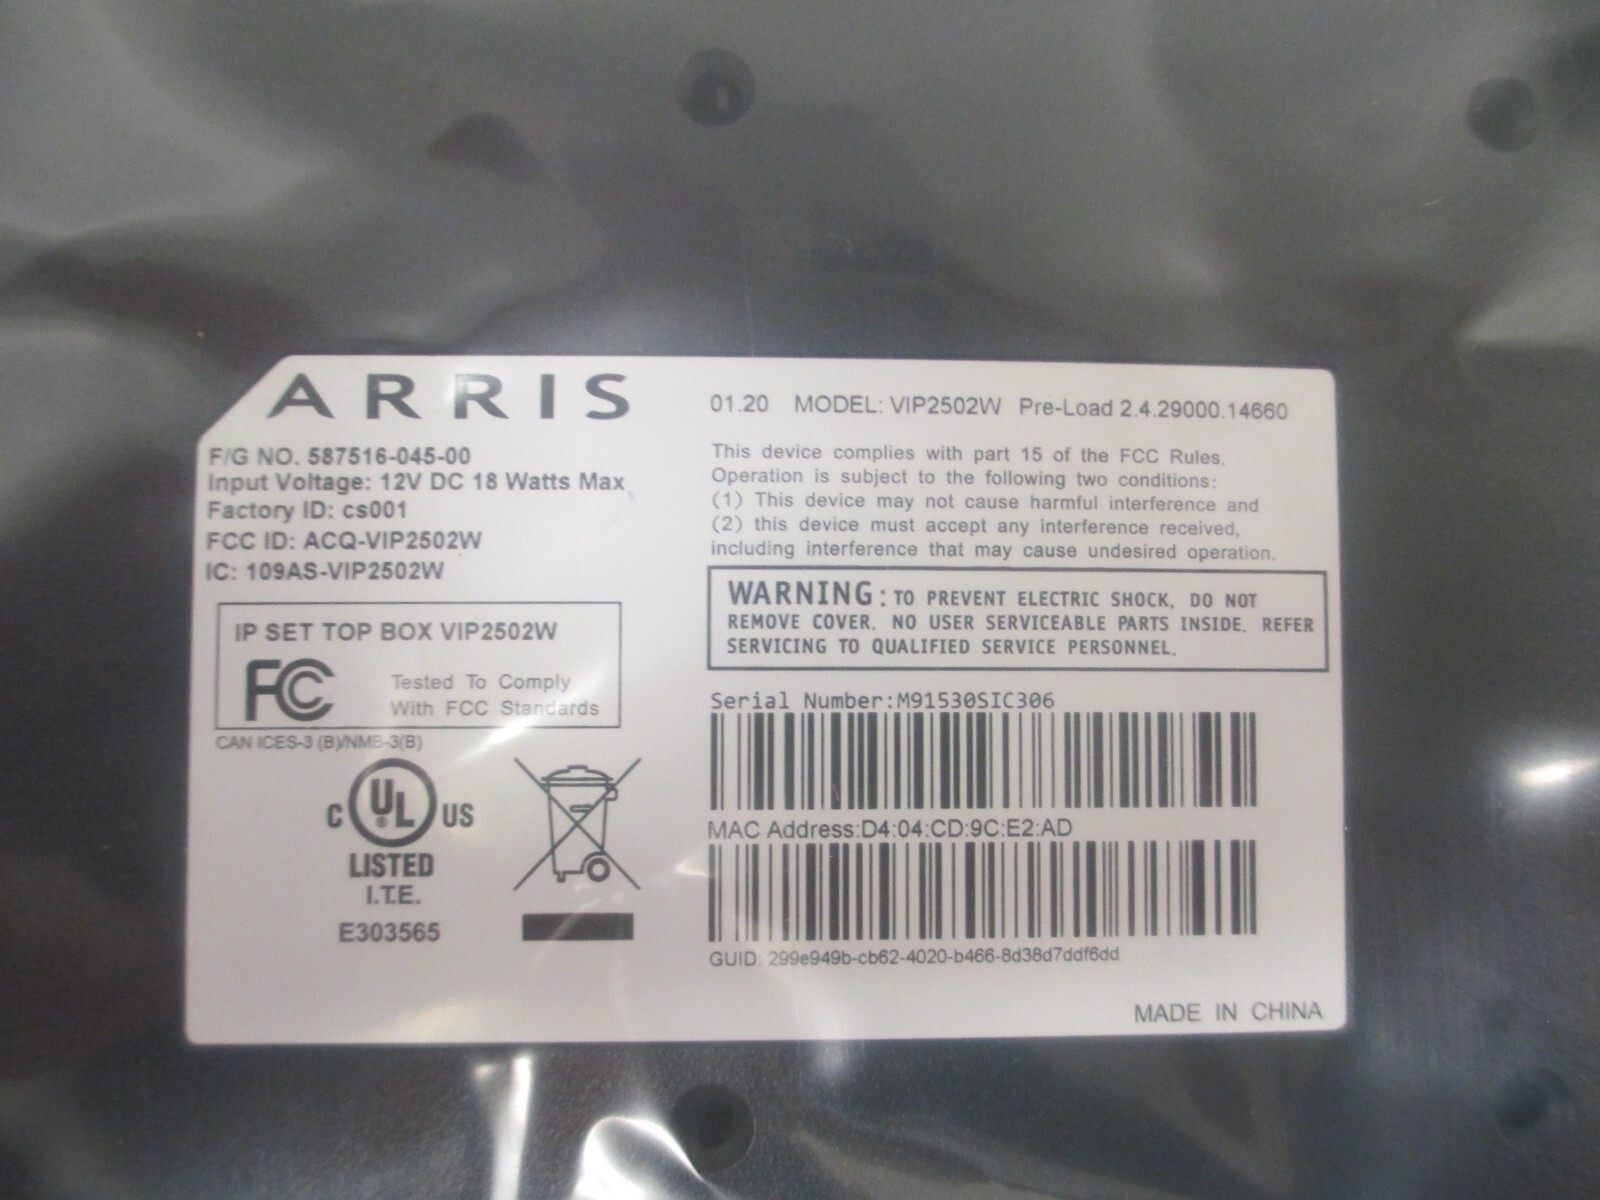 ARRIS
F/G NO. 587516-045-00
Input Voltage: 12V DC 18 Watts Max
Factory ID: cs001
FCC ID: ACQ-VIP2502W
IC: 109AS-VIP2502W
IP SET TOP BOX VIP2502W
FC
Tested To Comply
With FCC Standards
CAN ICES-3 (B)/NMB-3(B)
C UL ® US
LISTED
I.T.E.
E303565
01.20 MODEL: VIP2502W Pre-Load 2.4.29000.14660
This device complies with part 15 of the FCC Rules.
Operation is subject to the following two conditions:
(1) This device may not cause harmful interference and
(2) this device must accept any interference received,
including interference that may cause undesired operation.
WARNING: TO PREVENT ELECTRIC SHOCK, DO NOT
REMOVE COVER. NO USER SERVICEABLE PARTS INSIDE. REFER
SERVICING TO QUALIFIED SERVICE PERSONNEL.
Serial Number:M91530SIC306
MAC Address:D4:04:CD:9C:E2:AD
GUID: 299e949b-cb62-4020-b466-8d38d7ddf6dd
MADE IN CHINA